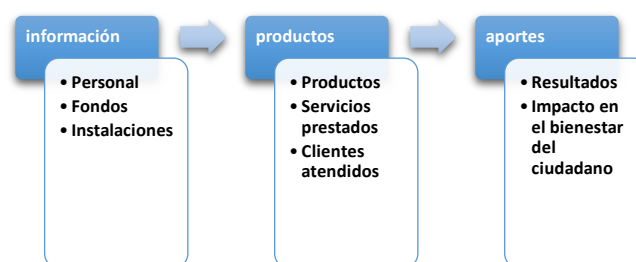 información
• Personal
• Fondos
• Instalaciones
productos
• Productos
• Servicios
prestados
• Clientes
atendidos
aportes
• Resultados
• Impacto en
el bienestar
del
ciudadano